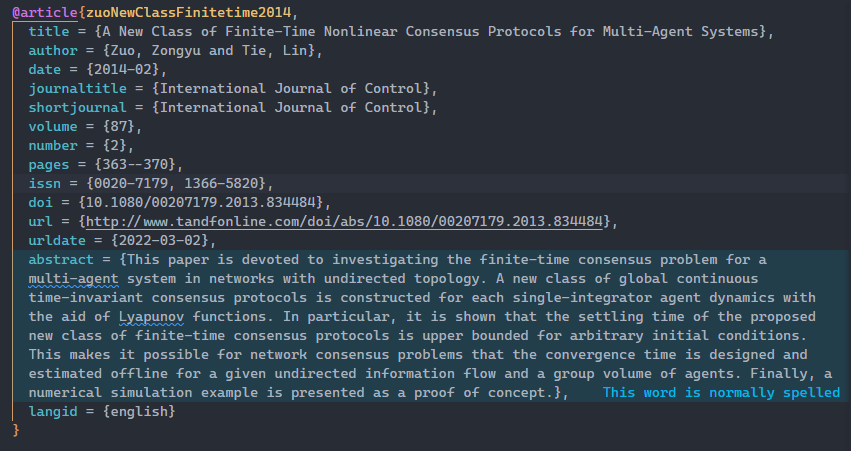 @article{zuoNewClassFinitetime2014,
title = {A New Class of Finite-Time Nonlinear Consensus Protocols for Multi-Agent Systems},
author = {Zuo, Zongyu and Tie, Lin},
date = {2014-02},
journaltitle = {International Journal of Control},
shortjournal = {International Journal of Control},
volume = {87},
number = {2},
pages = {363--370},
issn = {0020-7179, 1366-5820},
doi = {10.1080/00207179.2013.834484},
url = {http://www.tandfonline.com/doi/abs/10.1080/00207179.2013.834484},
urldate = {2022-03-02},
abstract = {This paper is devoted to investigating the finite-time consensus problem for a
multi-agent system in networks with undirected topology. A new class of global continuous
time-invariant consensus protocols is constructed for each single-integrator agent dynamics with
the aid of Lyapunov functions. In particular, it is shown that the settling time of the proposed
new class of finite-time consensus protocols is upper bounded for arbitrary initial conditions.
This makes it possible for network consensus problems that the convergence time is designed and
estimated offline for a given undirected information flow and a group volume of agents. Finally, a
numerical simulation example is presented as a proof of concept.}, This word is normally spelled
langid = {english}
}